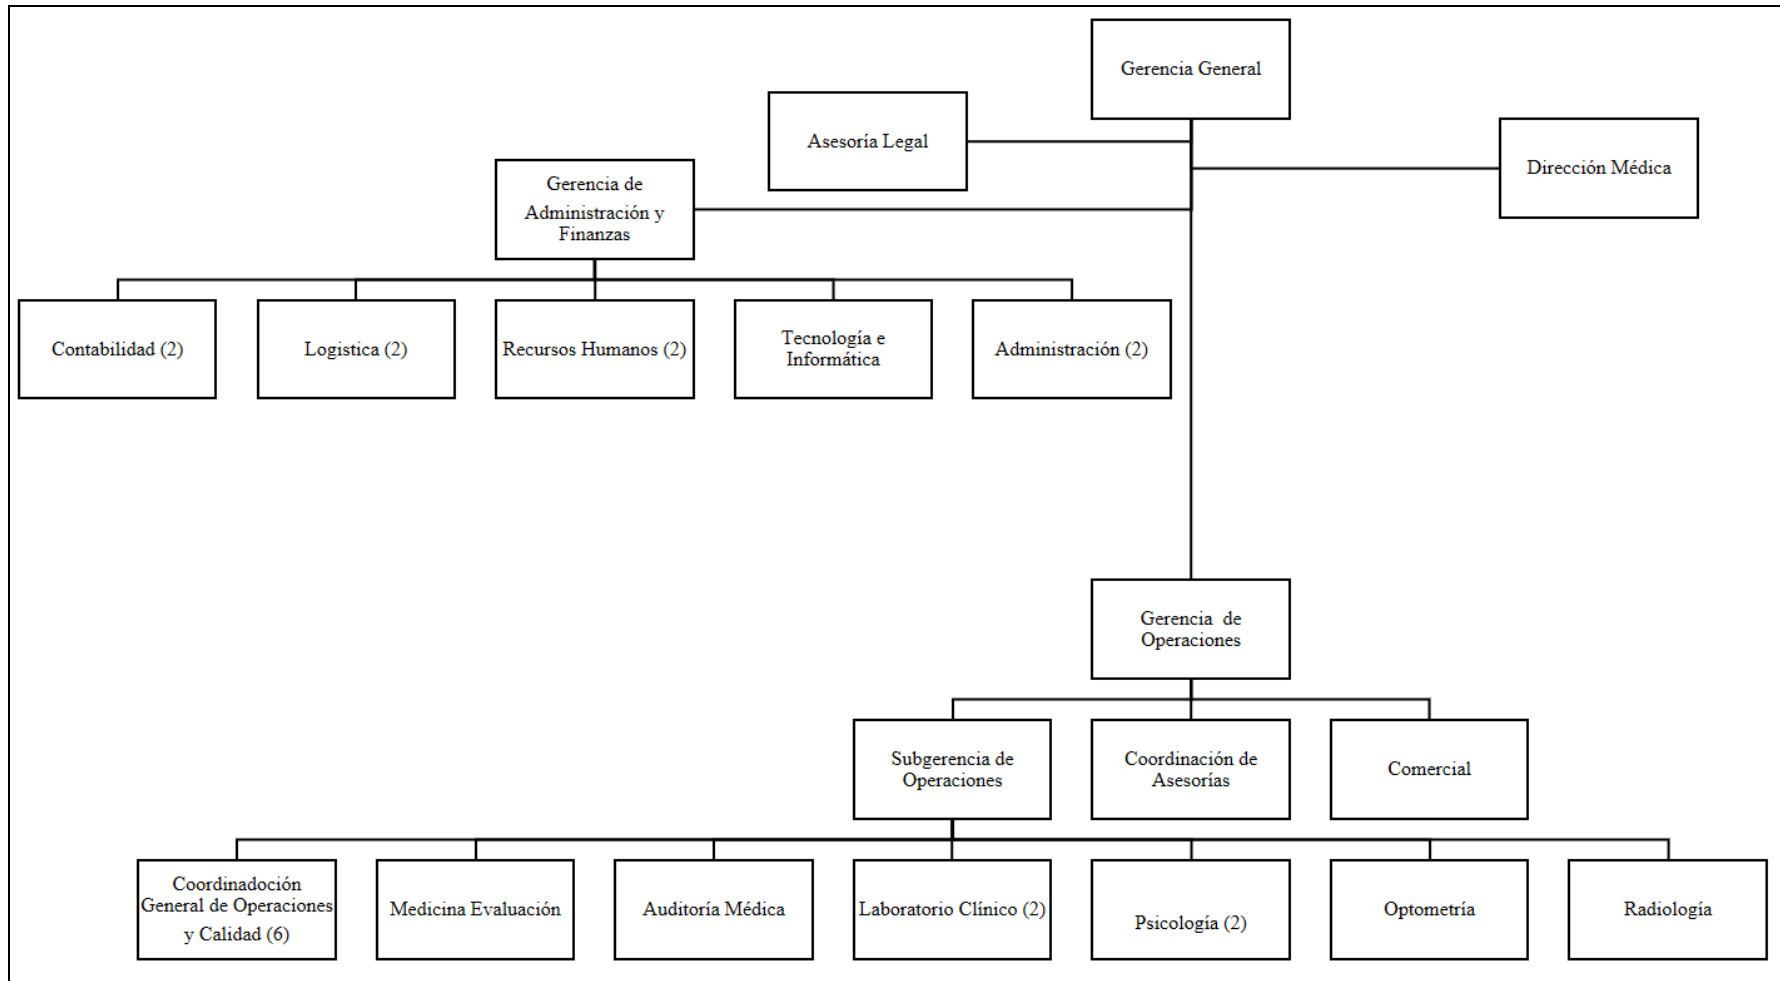 Gerencia General
Asesoría Legal
Dirección Médica
Gerencia de
Administración y
Finanzas
Contabilidad (2)
Logistica (2)
Recursos Humanos (2)
Tecnología e
Informática
Administración (2)
Gerencia de
Operaciones
Subgerencia de
Operaciones
Coordinación de
Asesorías
Comercial
Coordinadoción
General de Operaciones
y Calidad (6)
Medicina Evaluación
Auditoría Médica
Laboratorio Clínico (2)
Psicología (2)
Optometría
Radiología